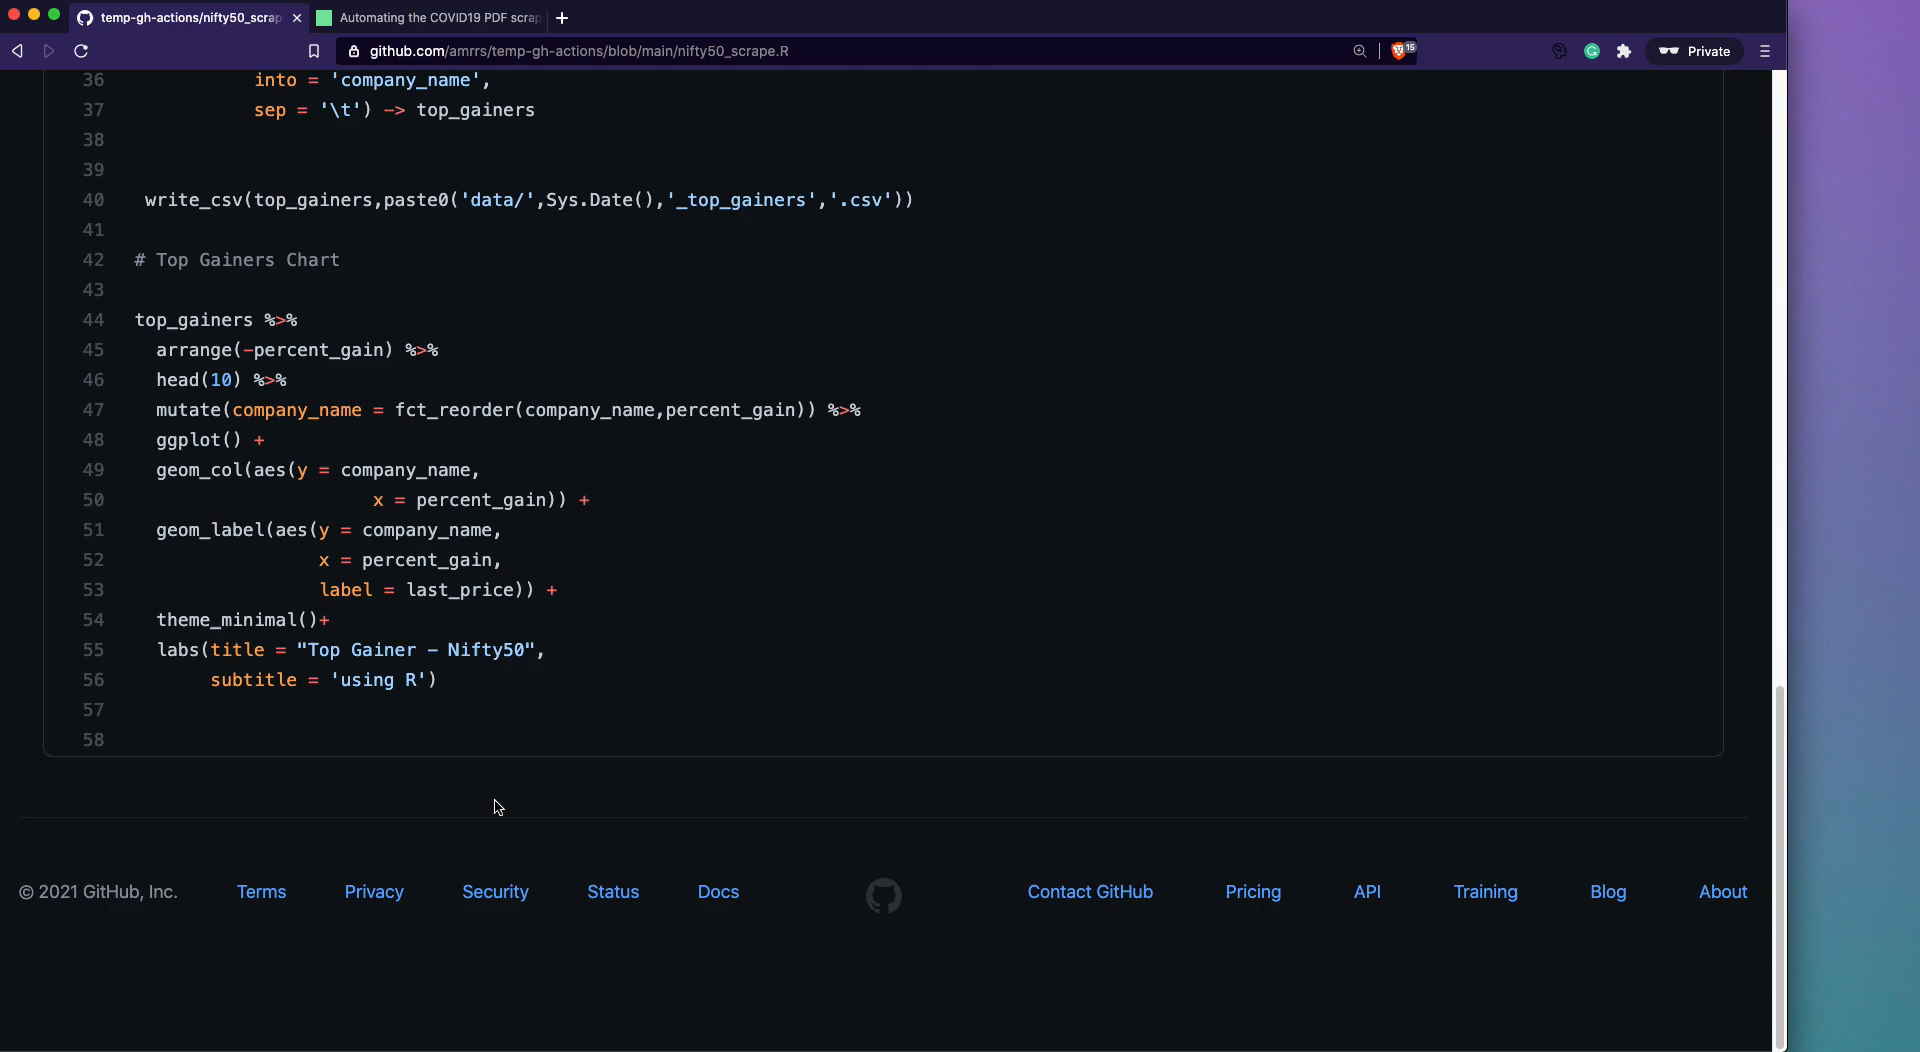 temp-gh-actions/nifty50_scrap
Automating the COVID19 PDF scrap
github.com/amrrs/temp-gh-actions/blob/main/nifty50_scrape.R
15
Private
36 into = 'company_name',
37 sep = '\t') -> top_gainers
38
39
40 write_csv(top_gainers,paste0('data/',Sys.Date(),'_top_gainers','.csv'))
41
42 # Top Gainers Chart
43
44 top_gainers %>%
45 arrange(-percent_gain) %>%
46 head(10) %>%
47 mutate(company_name = fct_reorder(company_name,percent_gain)) %>%
48 ggplot() +
49 geom_col(aes(y = company_name,
50 x = percent_gain)) +
51 geom_label(aes(y = company_name,
52 x = percent_gain,
53 label = last_price)) +
54 theme_minimal()+
55 labs(title = "Top Gainer – Nifty50",
56 subtitle = 'using R')
57
58
© 2021 GitHub, Inc. Terms Privacy Security Status Docs Contact GitHub Pricing API Training Blog About